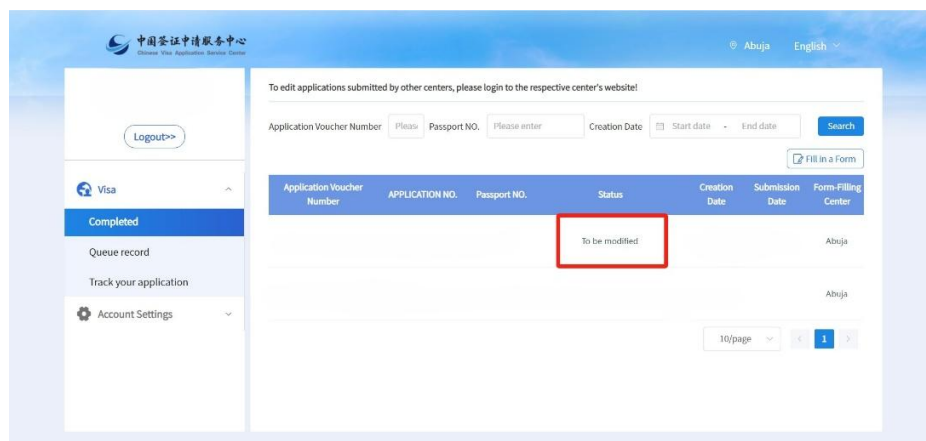 中国签证申请服务中心
Chinese Visa Application Service Center
Abuja English
To edit applications submitted by other centers, please login to the respective center's website!
Logout>>
Application Voucher Number Please Passport NO. Please enter Creation Date Start date - End date Search
Fill in a Form
Visa
Application Voucher Number APPLICATION NO. Passport NO. Status Creation Date Submission Date Form-Filling Center
Completed
To be modified Abuja
Queue record
Track your application
Abuja
Account Settings
10/page < 1 >